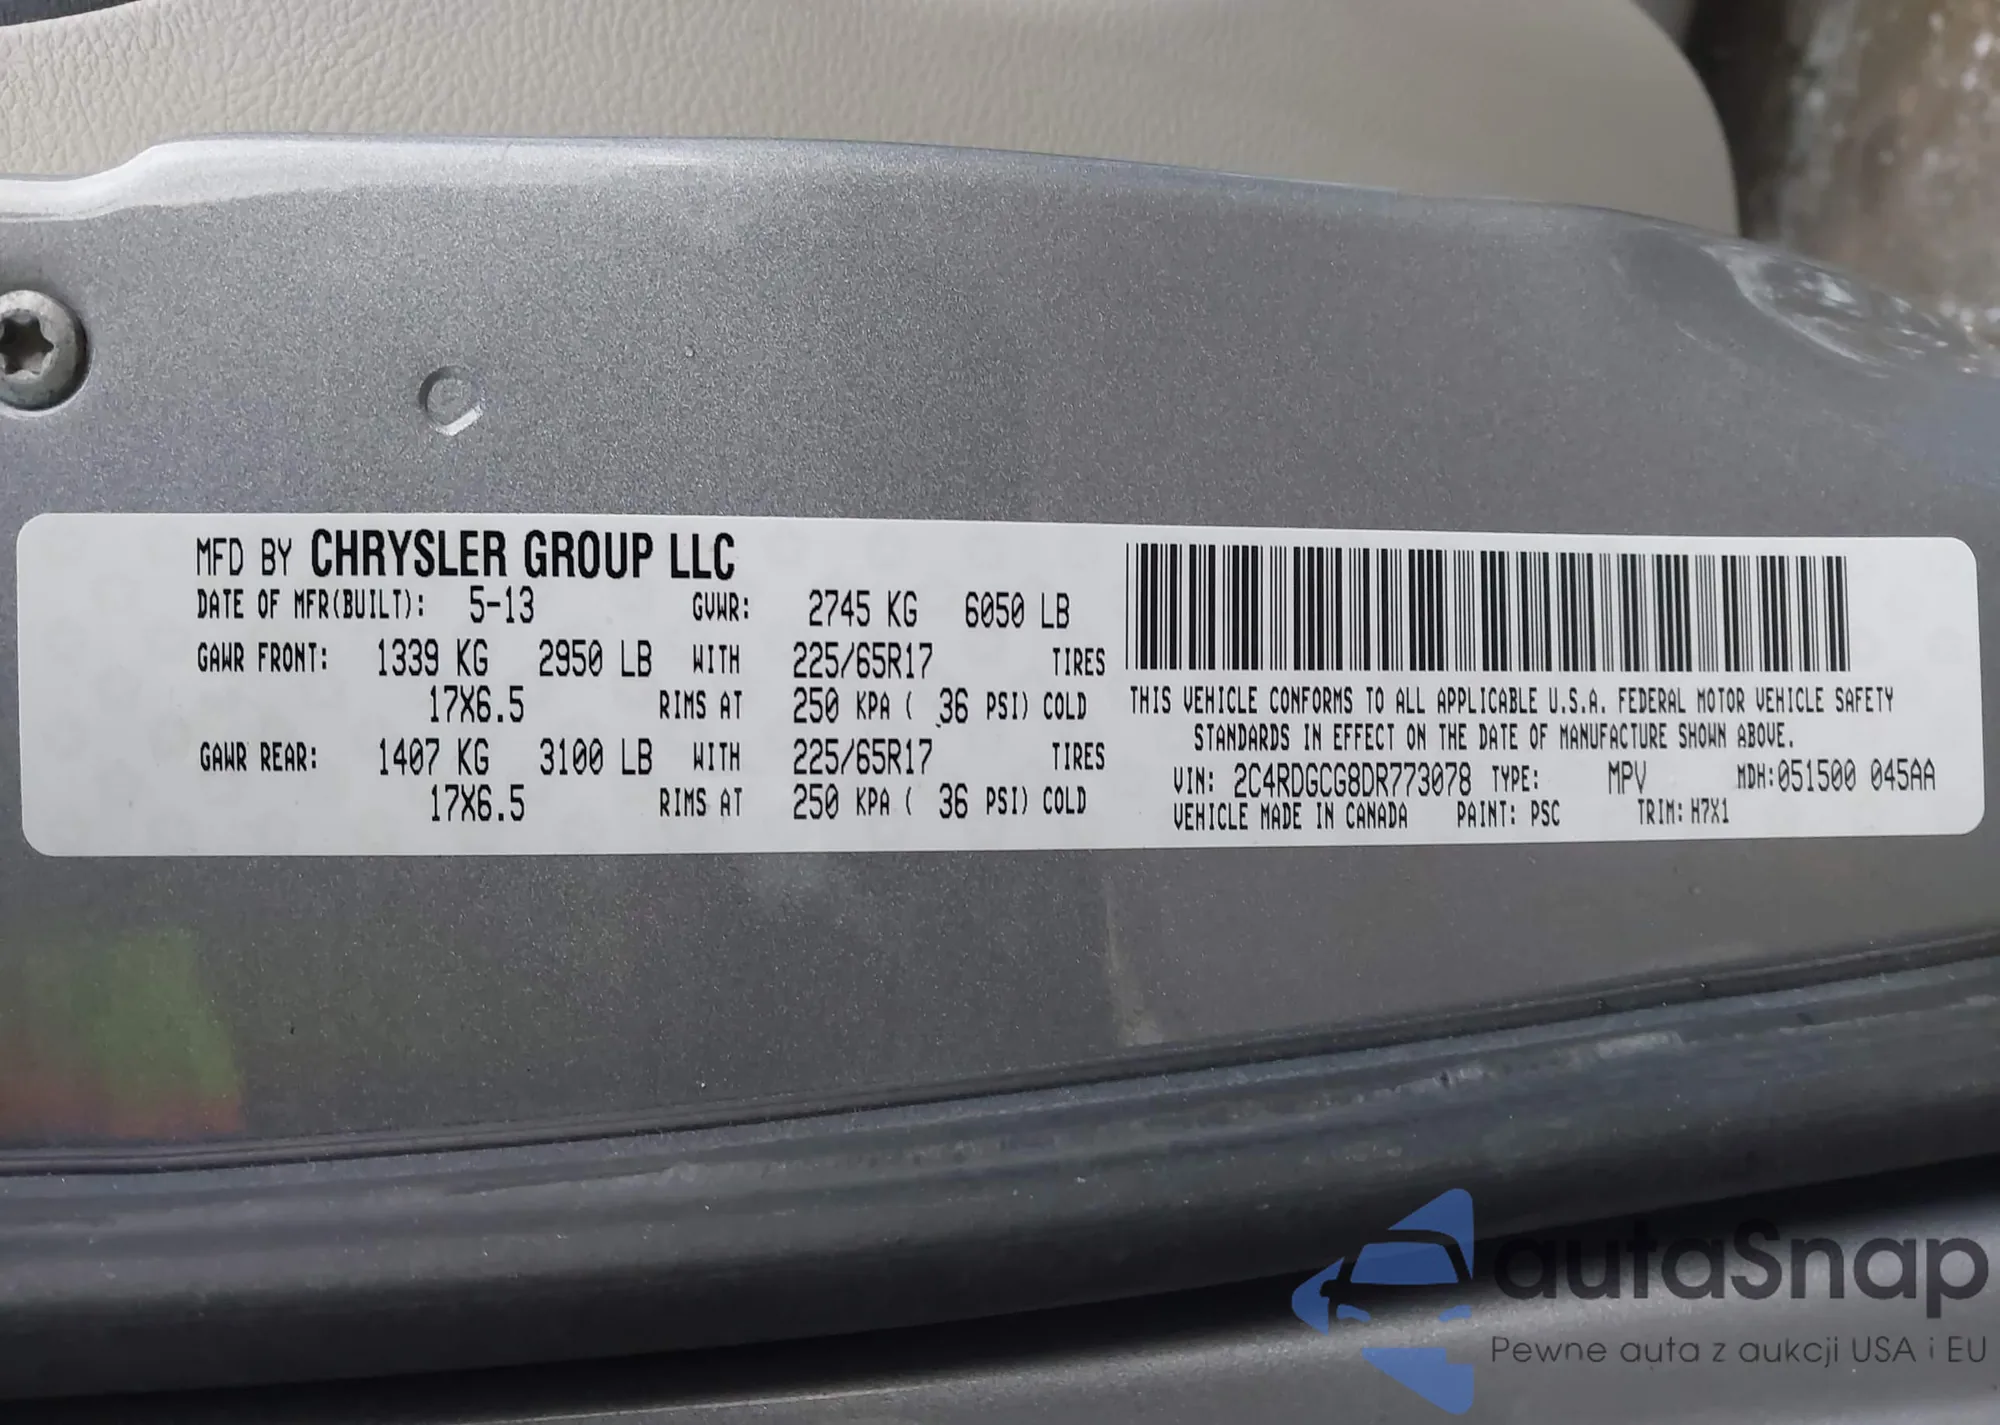 MFD BY CHRYSLER GROUP LLC
DATE OF MFR(BUILT): 5-13 GVWR: 2745 KG 6050 LB
GAWR FRONT: 1339 KG 2950 LB WITH 225/65R17 TIRES
17X6.5 RIMS AT 250 KPA ( 36 PSI) COLD
GAWR REAR: 1407 KG 3100 LB WITH 225/65R17 TIRES
17X6.5 RIMS AT 250 KPA ( 36 PSI) COLD
THIS VEHICLE CONFORMS TO ALL APPLICABLE U.S.A. FEDERAL MOTOR VEHICLE SAFETY
STANDARDS IN EFFECT ON THE DATE OF MANUFACTURE SHOWN ABOVE.
VIN: 2C4RDGCG8DR773078 TYPE: MPV MDH:051500 045AA
VEHICLE MADE IN CANADA PAINT: PSC TRIM: H7X1
autaSnap
Pewne auta z aukcji USA i EU